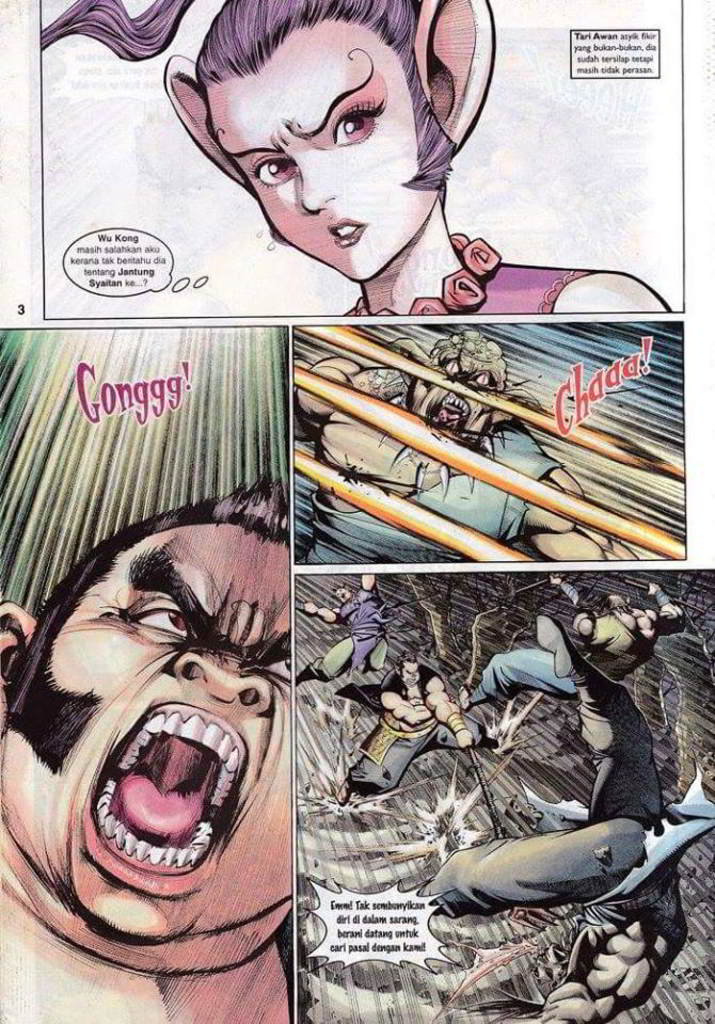 Tari Awan asyik fikir
yang bukan-bukan, dia
sudah tersilap tetapi
masih tidak perasan.
Wu Kong
masih salahkan aku
kerana tak beritahu dia
tentang Jantung
Syaitan ke...?
3
Gonggg!
Chaaa!
Emm! Tak sembunyikan
diri di dalam sarang,
berani datang untuk
cari pasal dengan kami!